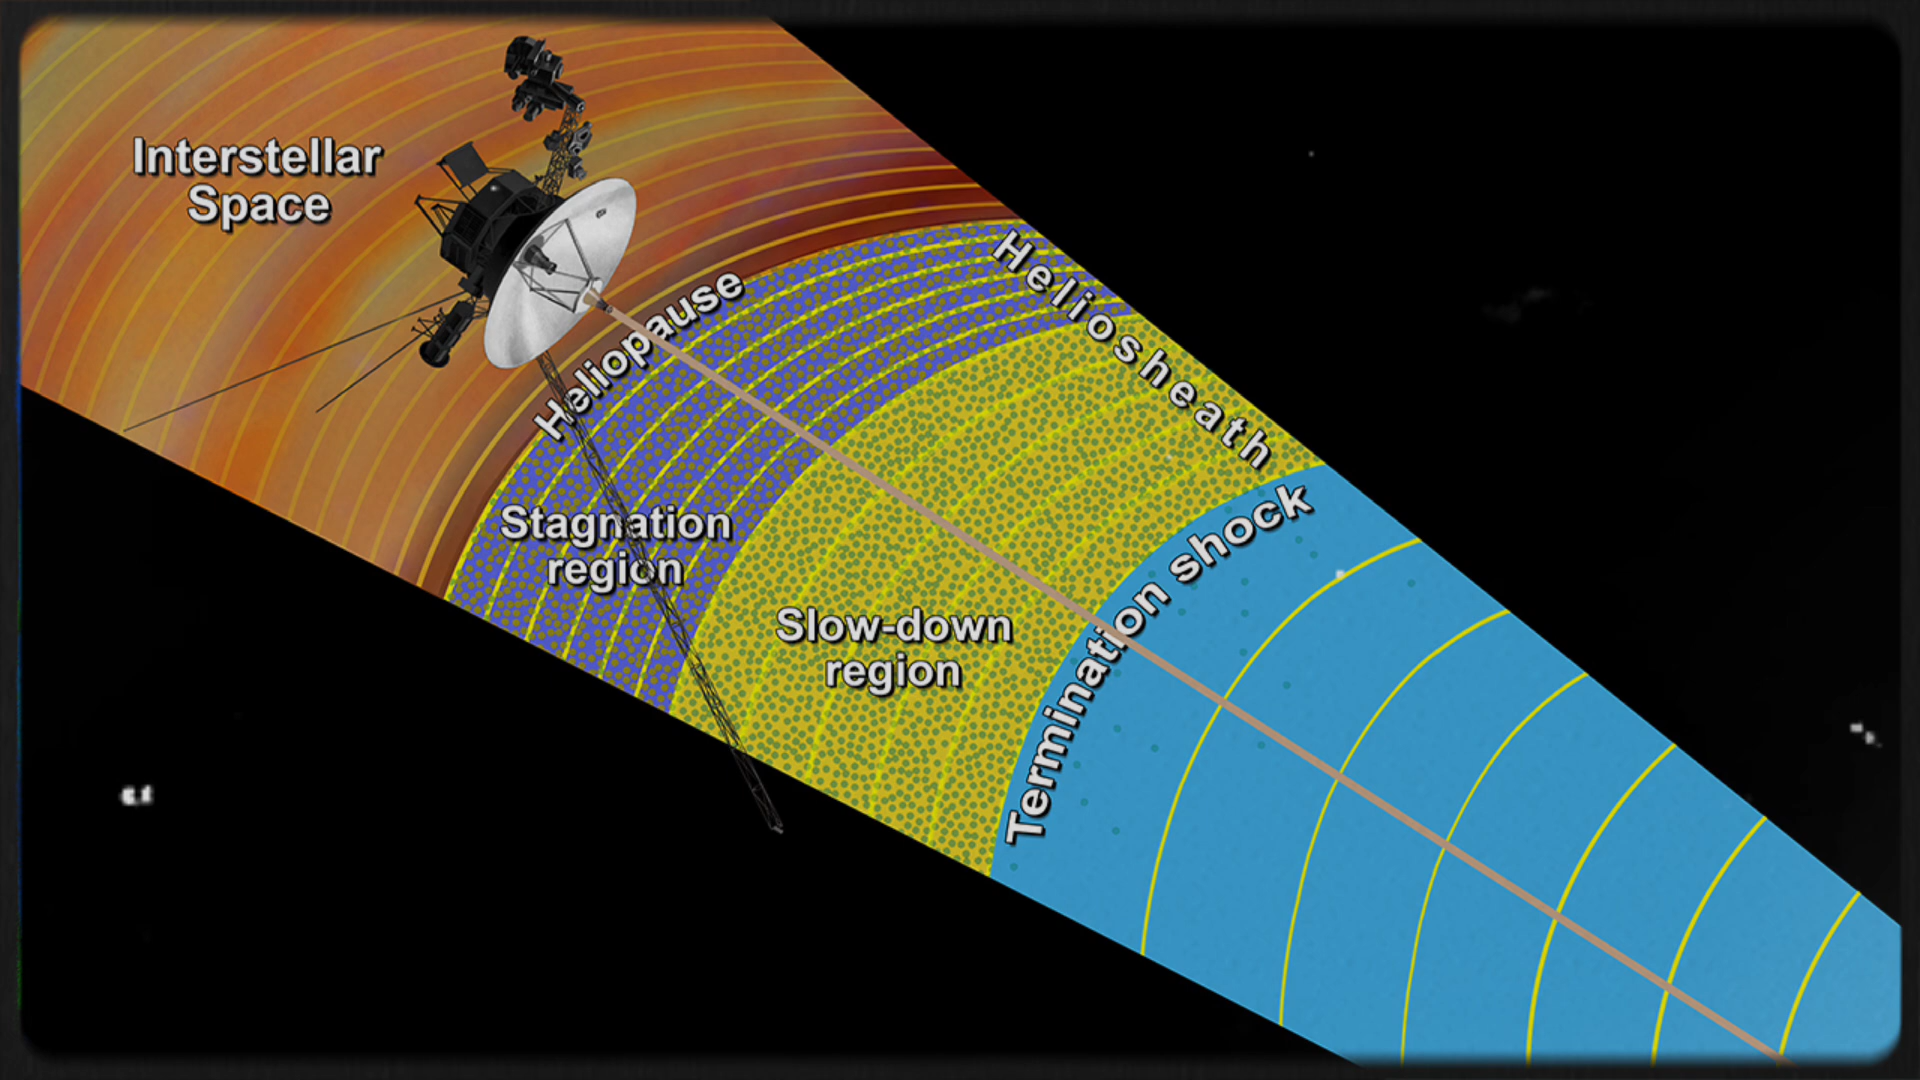 Interstellar
Space
Heliopause
Heliosheath
Stagnation
region
Slow-down
region
Termination shock